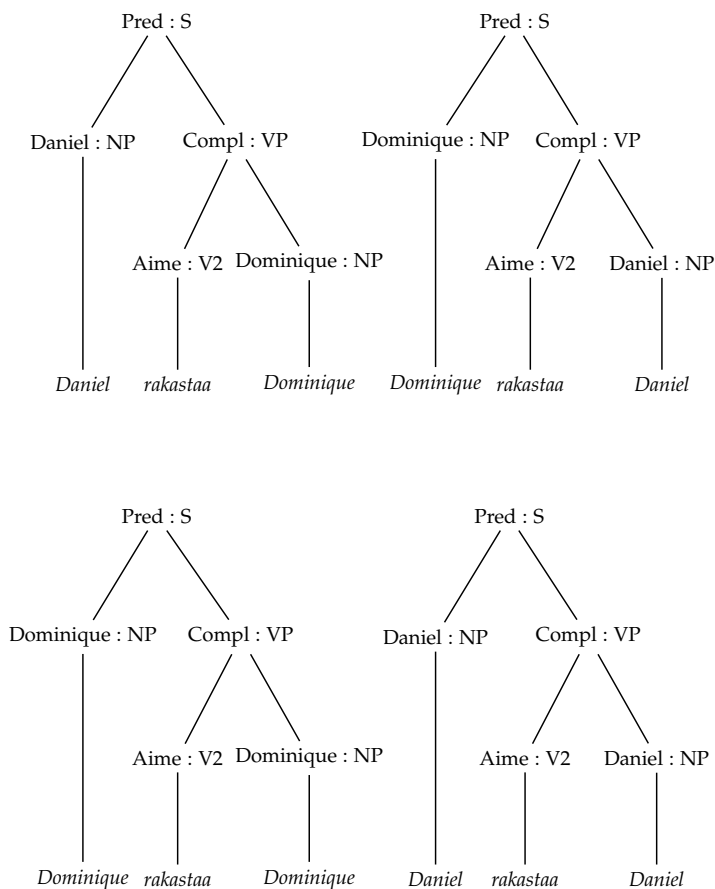 Pred : S Pred : S
Daniel : NP Compl : VP Dominique : NP Compl : VP
Aime : V2 Dominique : NP Aime : V2 Daniel : NP
Daniel rakastaa Dominique Dominique rakastaa Daniel
Pred : S Pred : S
Dominique : NP Compl : VP Daniel : NP Compl : VP
Aime : V2 Dominique : NP Aime : V2 Daniel : NP
Dominique rakastaa Dominique Daniel rakastaa Daniel